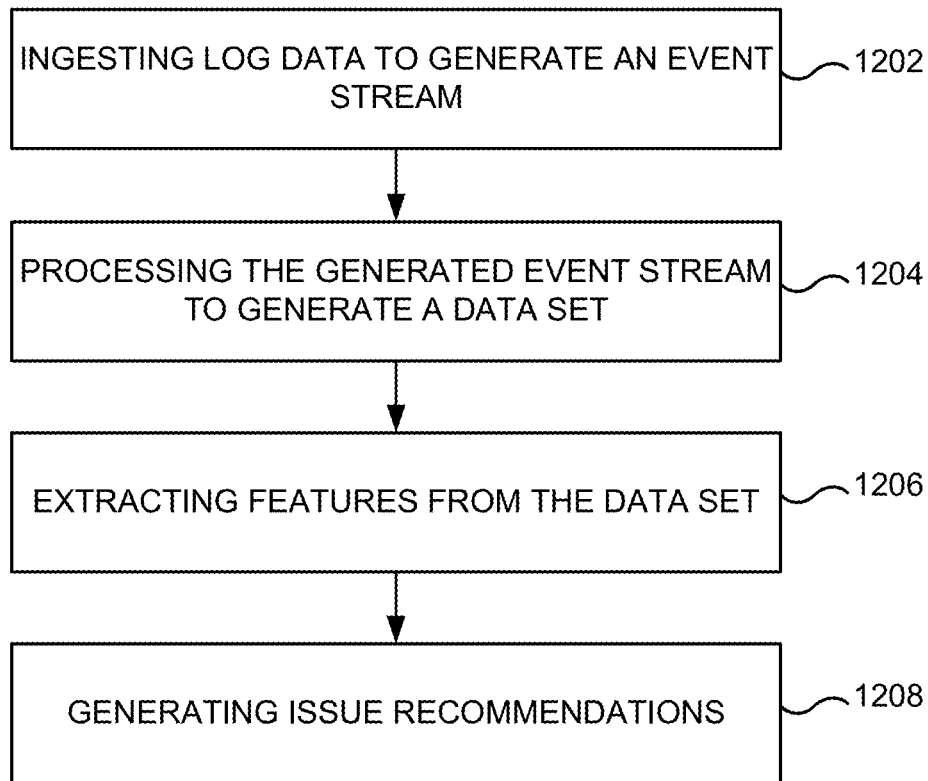 INGESTING LOG DATA TO GENERATE AN EVENT
STREAM
1202
PROCESSING THE GENERATED EVENT STREAM
TO GENERATE A DATA SET
1204
EXTRACTING FEATURES FROM THE DATA SET
1206
GENERATING ISSUE RECOMMENDATIONS
1208